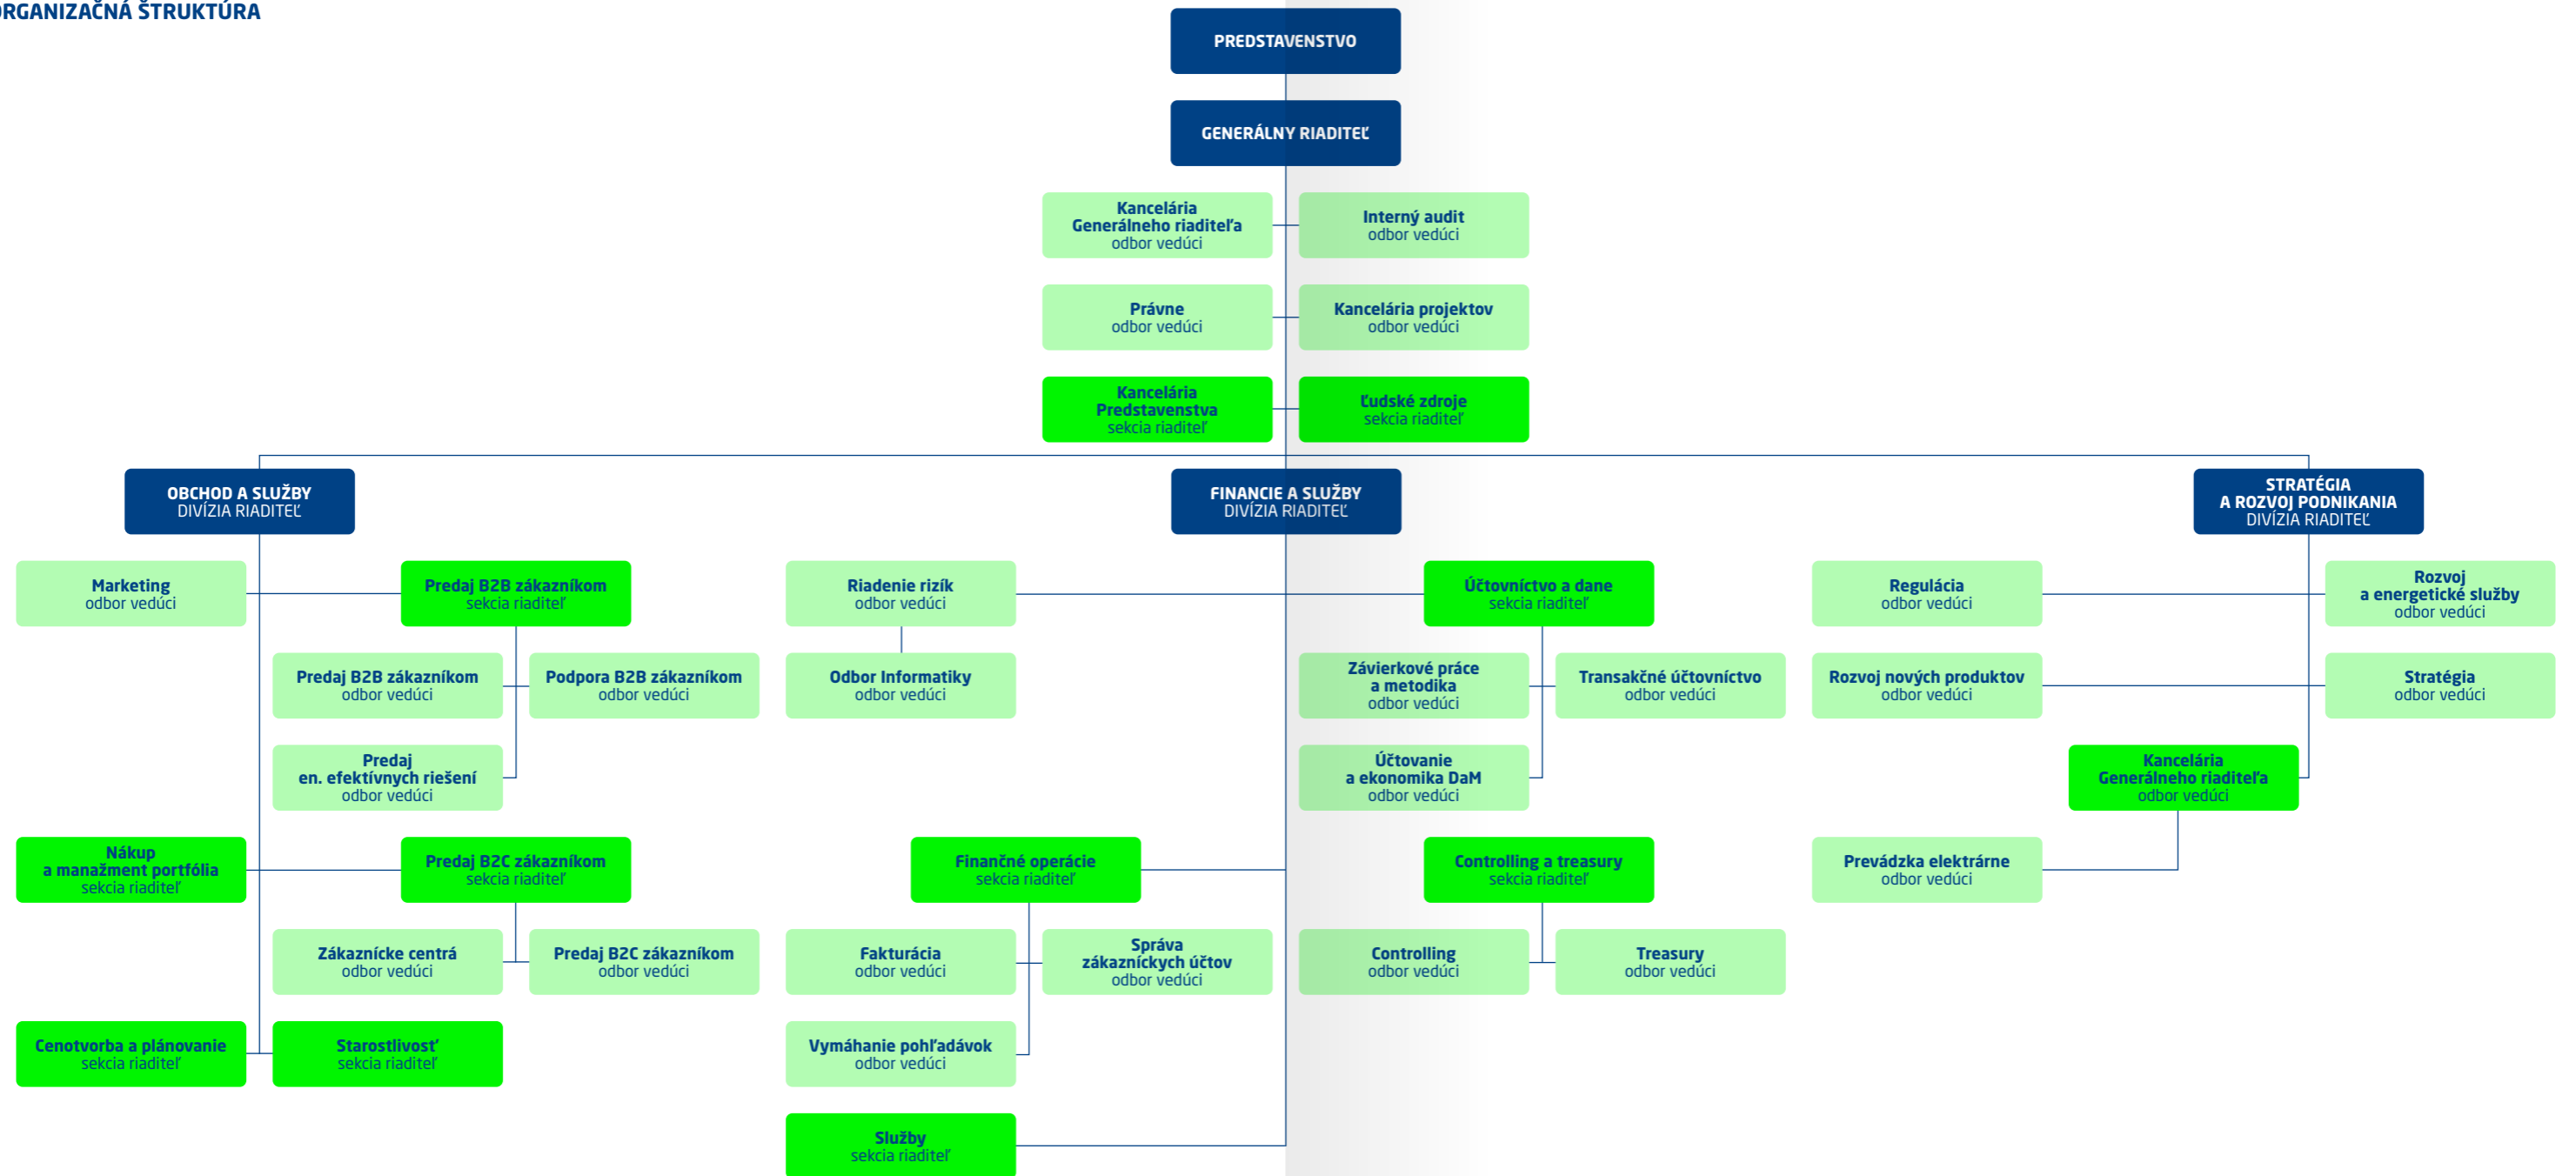 ORGANIZAČNÁ ŠTRUKTÚRA
PREDSTAVENSTVO
GENERÁLNY RIADITEĽ
Kancelária
Generálneho riaditeľa
odbor vedúci
Interný audit
odbor vedúci
Právne
odbor vedúci
Kancelária projektov
odbor vedúci
Kancelária
Predstavenstva
sekcia riaditeľ
Ľudské zdroje
sekcia riaditeľ
OBCHOD A SLUŽBY
DIVÍZIA RIADITEĽ
FINANCIE A SLUŽBY
DIVÍZIA RIADITEĽ
STRATÉGIA
A ROZVOJ PODNIKANIA
DIVÍZIA RIADITEĽ
Marketing
odbor vedúci
Predaj B2B zákazníkom
sekcia riaditeľ
Riadenie rizík
odbor vedúci
Účtovníctvo a dane
sekcia riaditeľ
Regulácia
odbor vedúci
Rozvoj
a energetické služby
odbor vedúci
Predaj B2B zákazníkom
odbor vedúci
Podpora B2B zákazníkom
odbor vedúci
Odbor Informatiky
odbor vedúci
Závierkové práce
a metodika
odbor vedúci
Transakčné účtovníctvo
odbor vedúci
Rozvoj nových produktov
odbor vedúci
Stratégia
odbor vedúci
Predaj
en. efektívnych riešení
odbor vedúci
Účtovanie
a ekonomika DaM
odbor vedúci
Kancelária
Generálneho riaditeľa
odbor vedúci
Nákup
a manažment portfólia
sekcia riaditeľ
Predaj B2C zákazníkom
sekcia riaditeľ
Finančné operácie
sekcia riaditeľ
Controlling a treasury
sekcia riaditeľ
Prevádzka elektrárne
odbor vedúci
Zákaznícke centrá
odbor vedúci
Predaj B2C zákazníkom
odbor vedúci
Fakturácia
odbor vedúci
Správa
zákazníckych účtov
odbor vedúci
Controlling
odbor vedúci
Treasury
odbor vedúci
Cenotvorba a plánovanie
sekcia riaditeľ
Starostlivosť
sekcia riaditeľ
Vymáhanie pohľadávok
odbor vedúci
Služby
sekcia riaditeľ